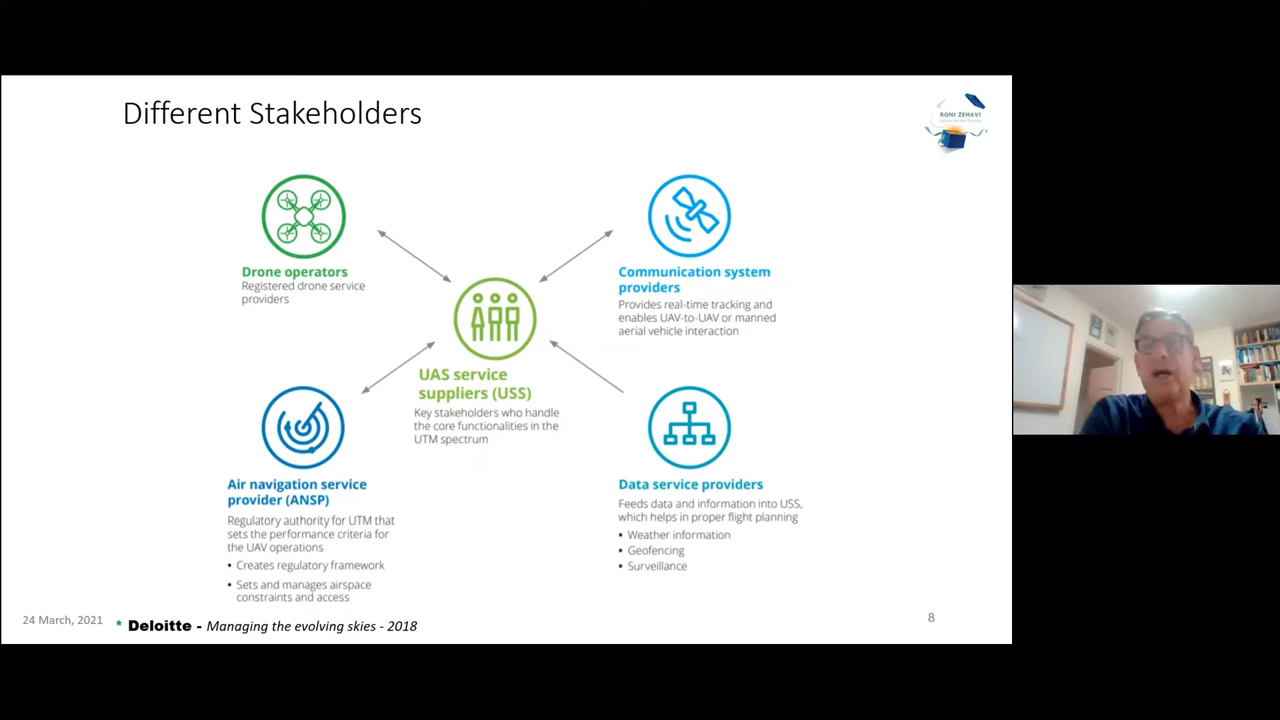 Different Stakeholders
RONI ZEHAVI
Drone operators
Registered drone service
providers
Communication system
providers
Provides real-time tracking and
enables UAV-to-UAV or manned
aerial vehicle interaction
UAS service
suppliers (USS)
Key stakeholders who handle
the core functionalities in the
UTM spectrum
Air navigation service
provider (ANSP)
Regulatory authority for UTM that
sets the performance criteria for
the UAV operations
• Creates regulatory framework
• Sets and manages airspace
constraints and access
Data service providers
Feeds data and information into USS,
which helps in proper flight planning
• Weather information
• Geofencing
• Surveillance
24 March, 2021
* Deloitte - Managing the evolving skies - 2018
8